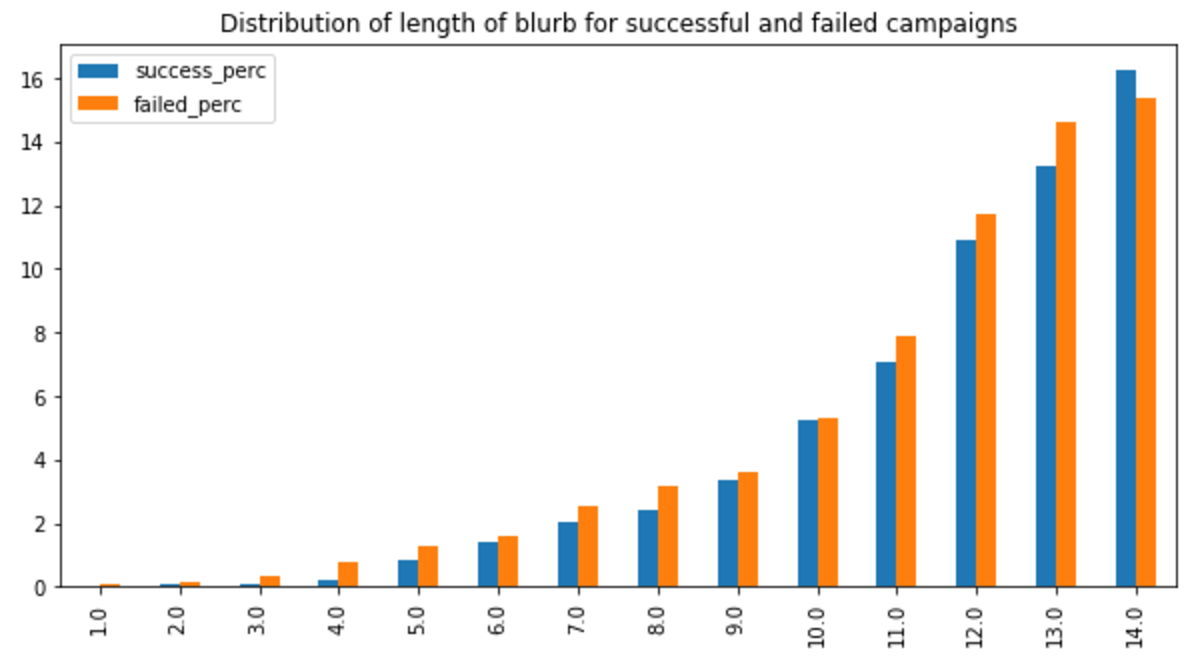 Distribution of length of blurb for successful and failed campaigns
success_perc
failed_perc
16
14
12
10
8
6
4
2
0
1.0 2.0 3.0 4.0 5.0 6.0 7.0 8.0 9.0 10.0 11.0 12.0 13.0 14.0